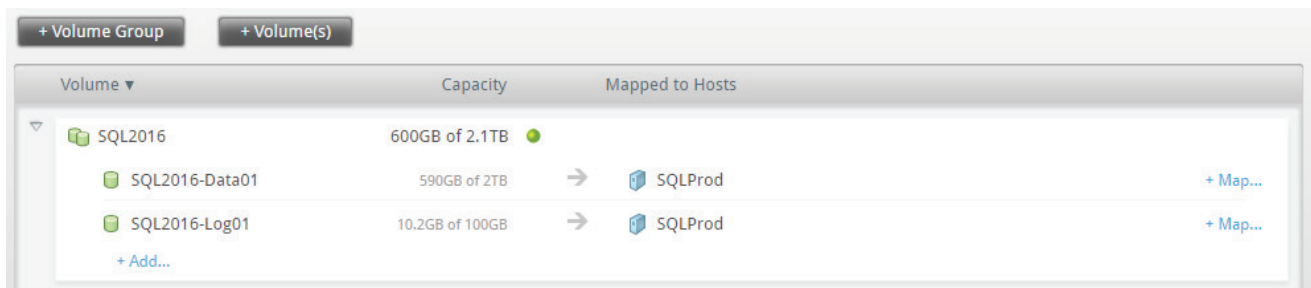 + Volume Group + Volume(s)
Volume ▼ Capacity Mapped to Hosts
SQL2016 600GB of 2.1TB
SQL2016-Data01 590GB of 2TB SQLProd + Map...
SQL2016-Log01 10.2GB of 100GB SQLProd + Map...
+ Add...